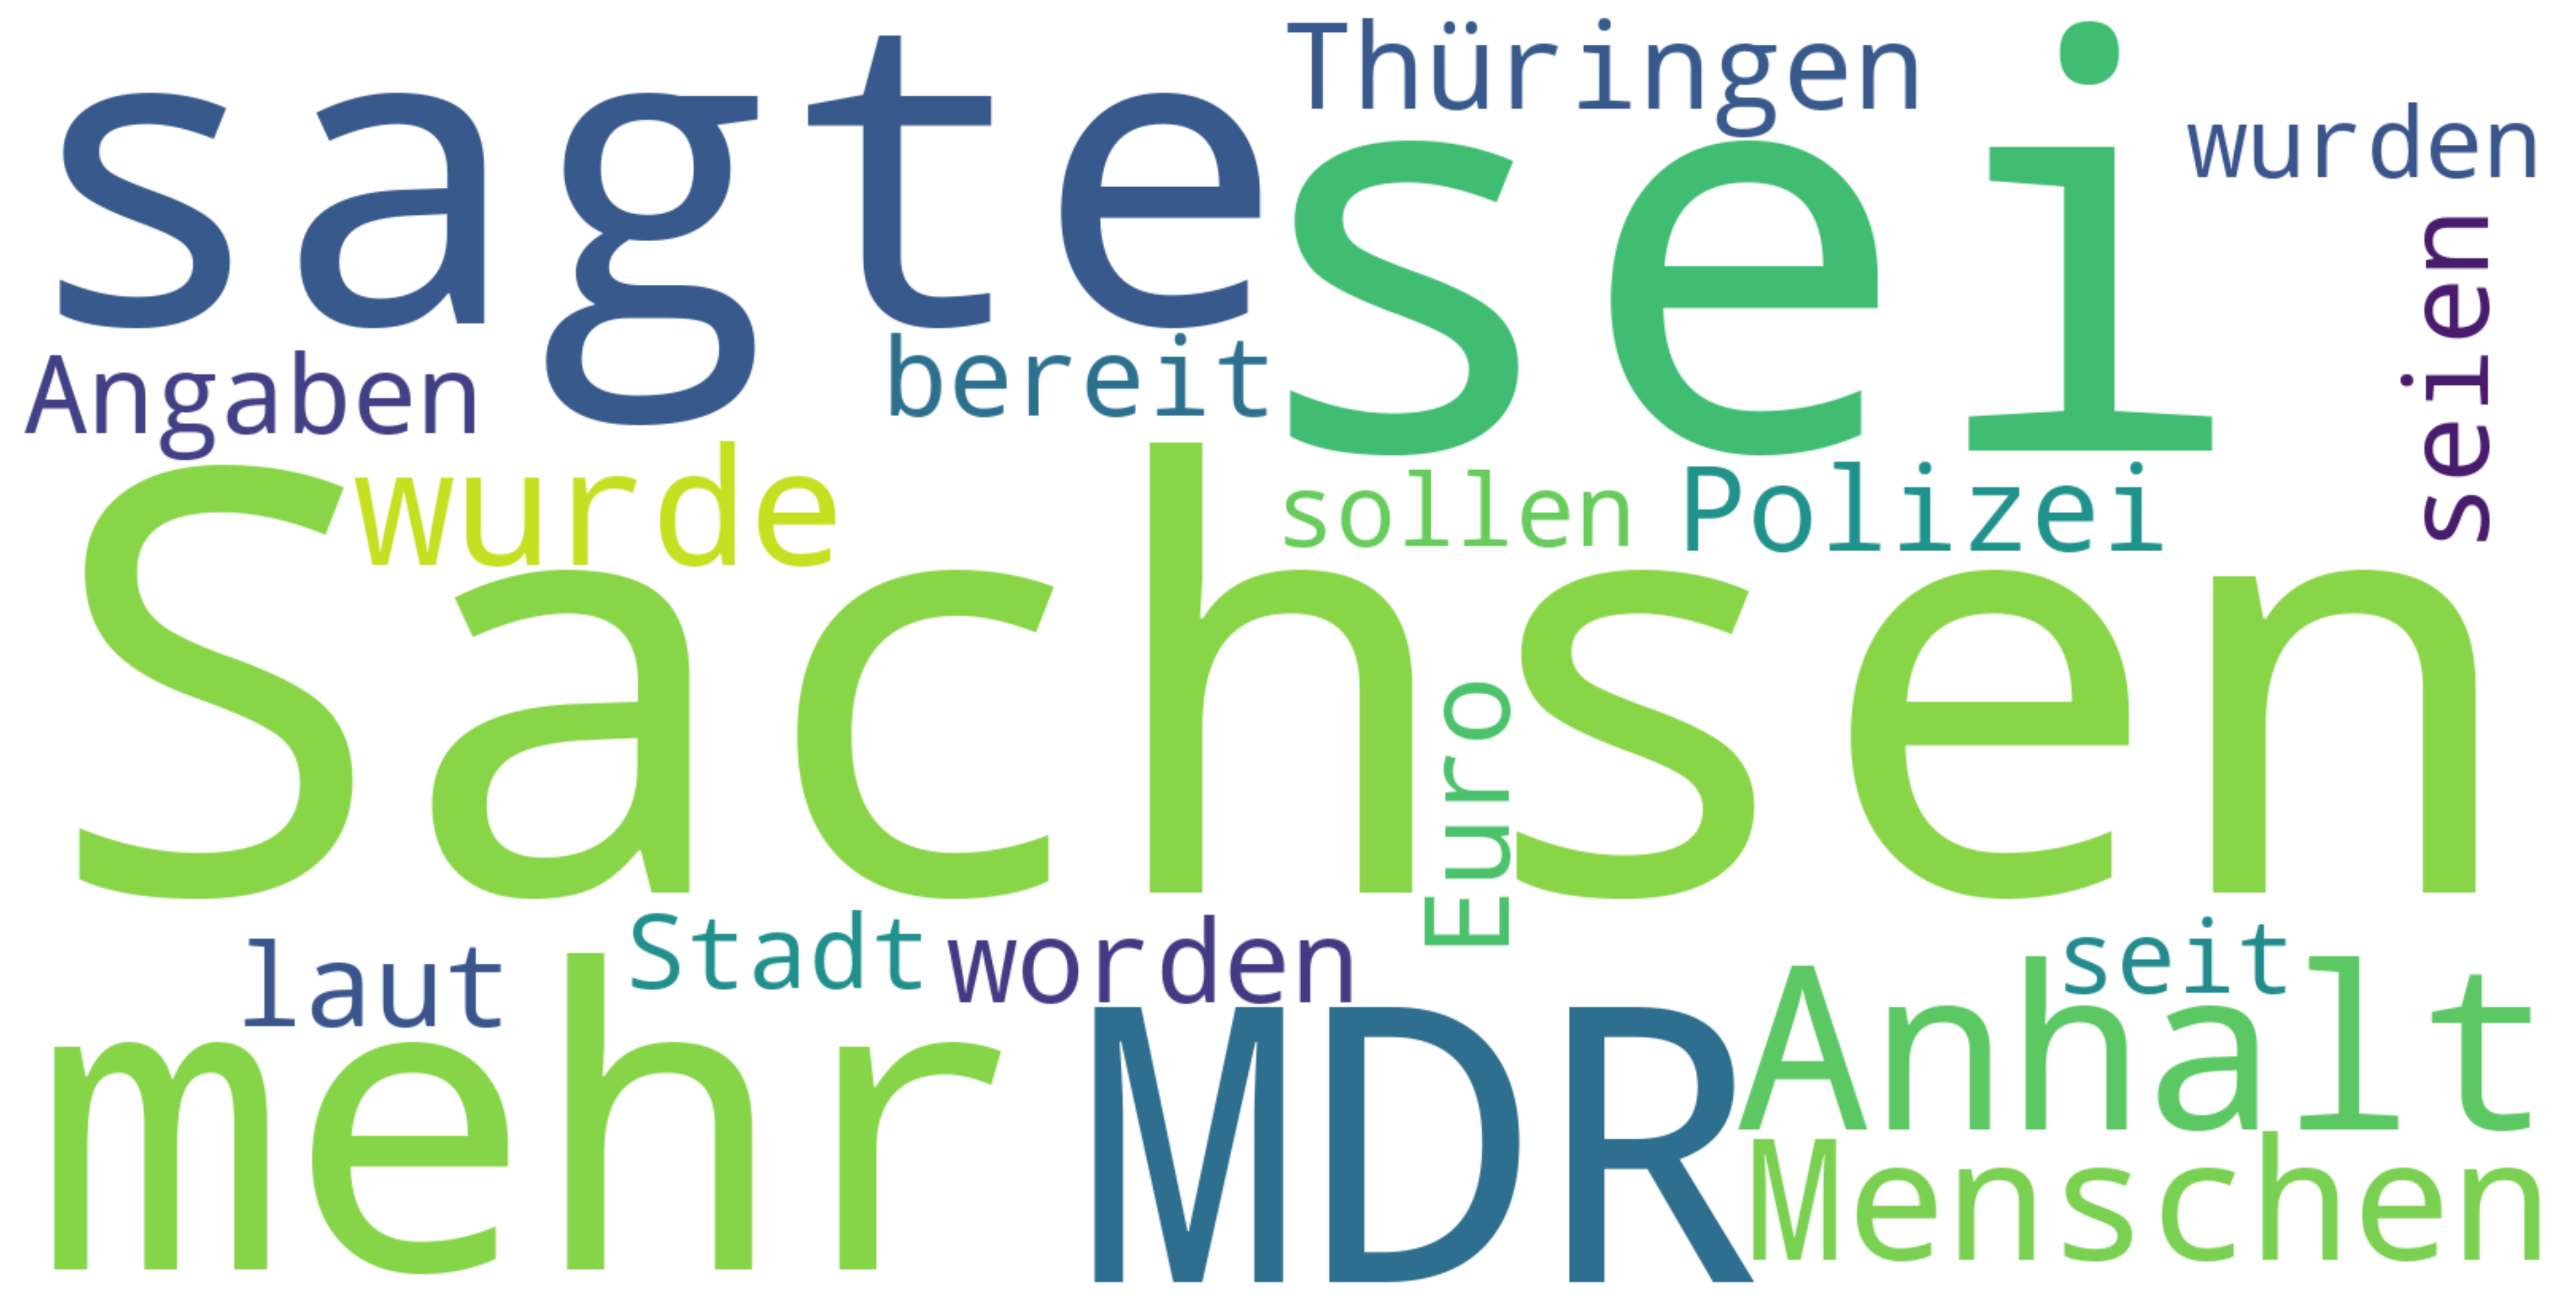 sagte
Thüringen
sei
wurden
seien
Angaben
bereit
wurde
sollen
Polizei
Sachsen
Euro
laut
Stadt
worden
seit
mehr
MDR
Anhalt
Menschen